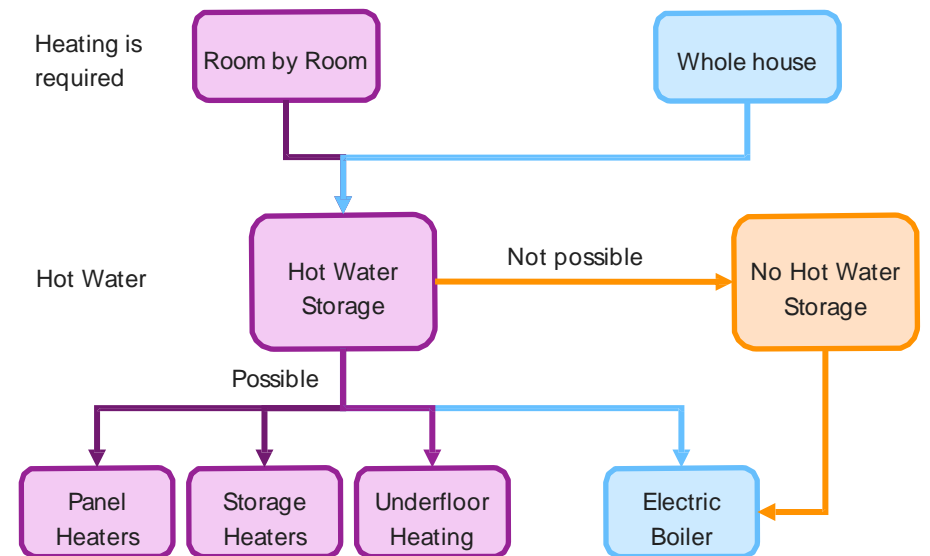 Heating is
required
Room by Room
Whole house
Hot Water
Hot Water
Storage
Not possible
No Hot Water
Storage
Possible
Panel
Heaters
Storage
Heaters
Underfloor
Heating
Electric
Boiler